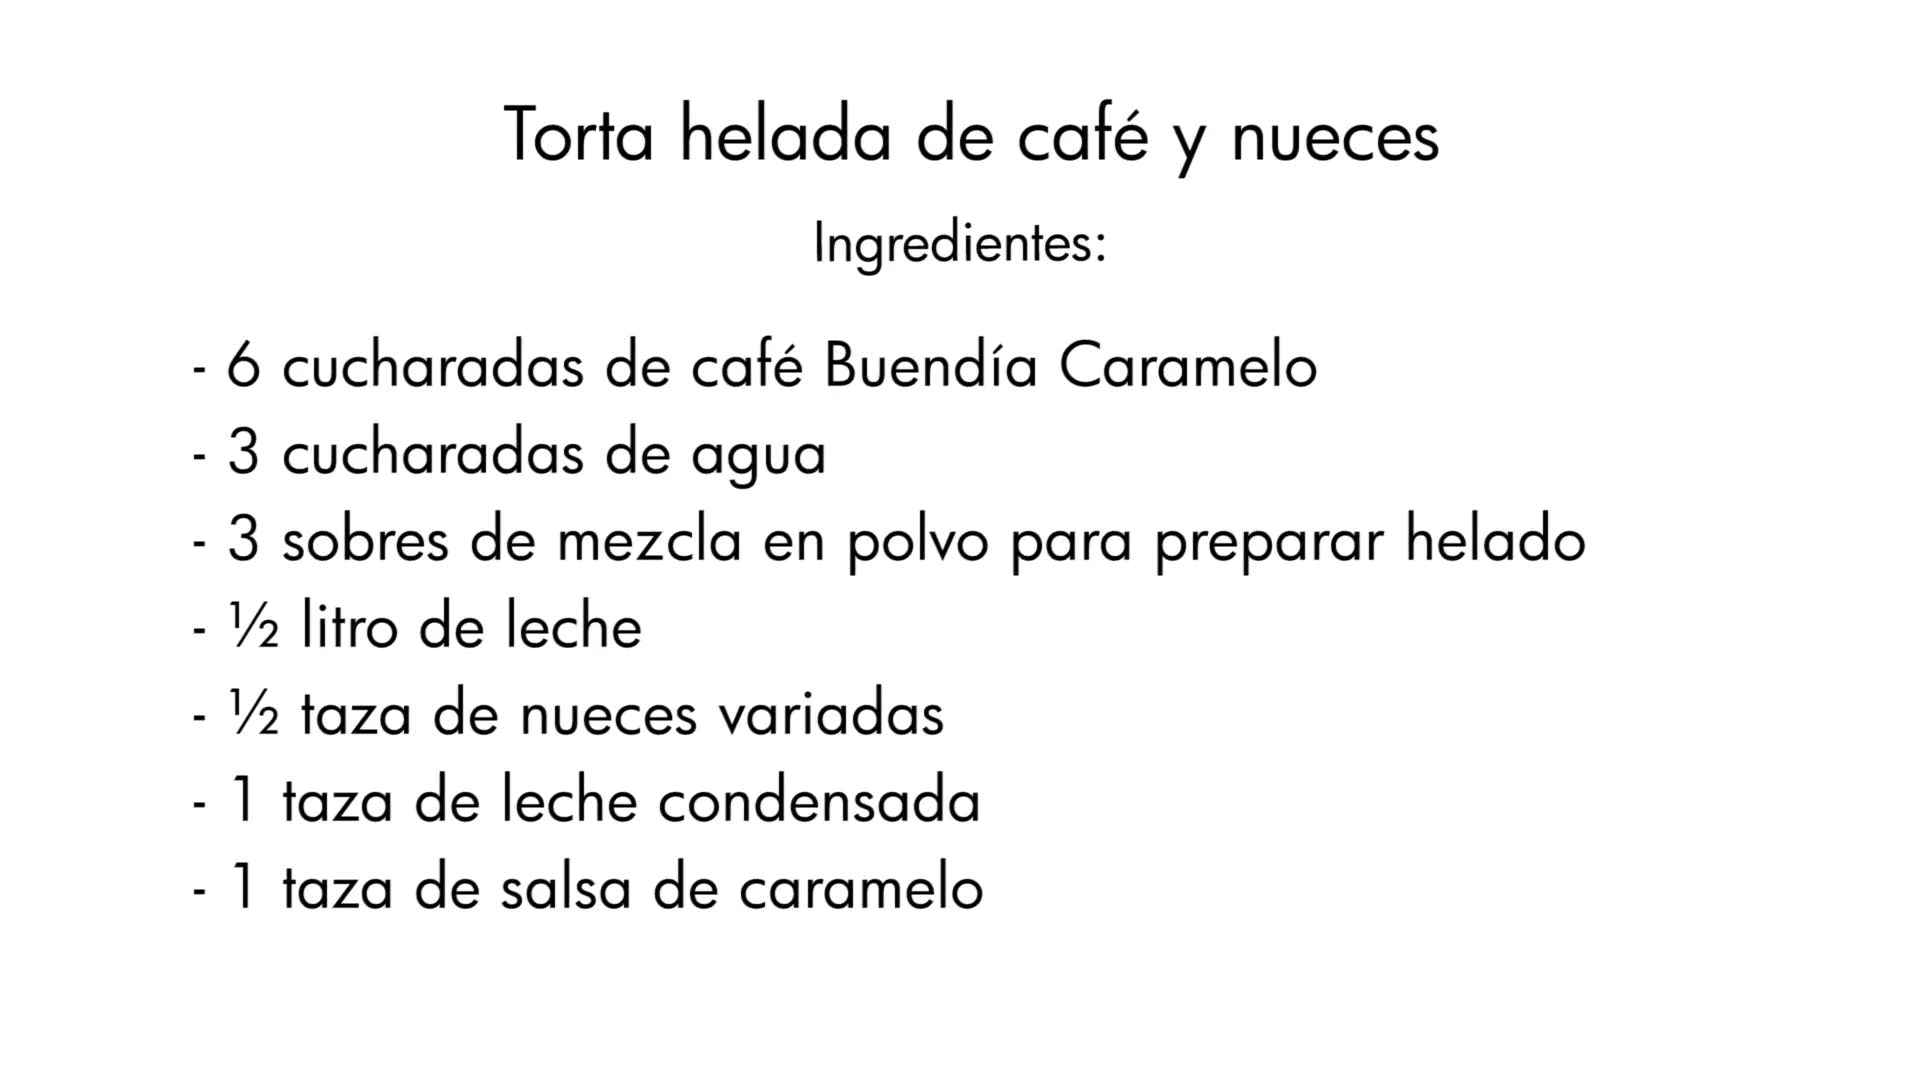 Torta helada de café y nueces
Ingredientes:
- 6 cucharadas de café Buendía Caramelo
- 3 cucharadas de agua
- 3 sobres de mezcla en polvo para preparar helado
- ½ litro de leche
- ½ taza de nueces variadas
- 1 taza de leche condensada
- 1 taza de salsa de caramelo